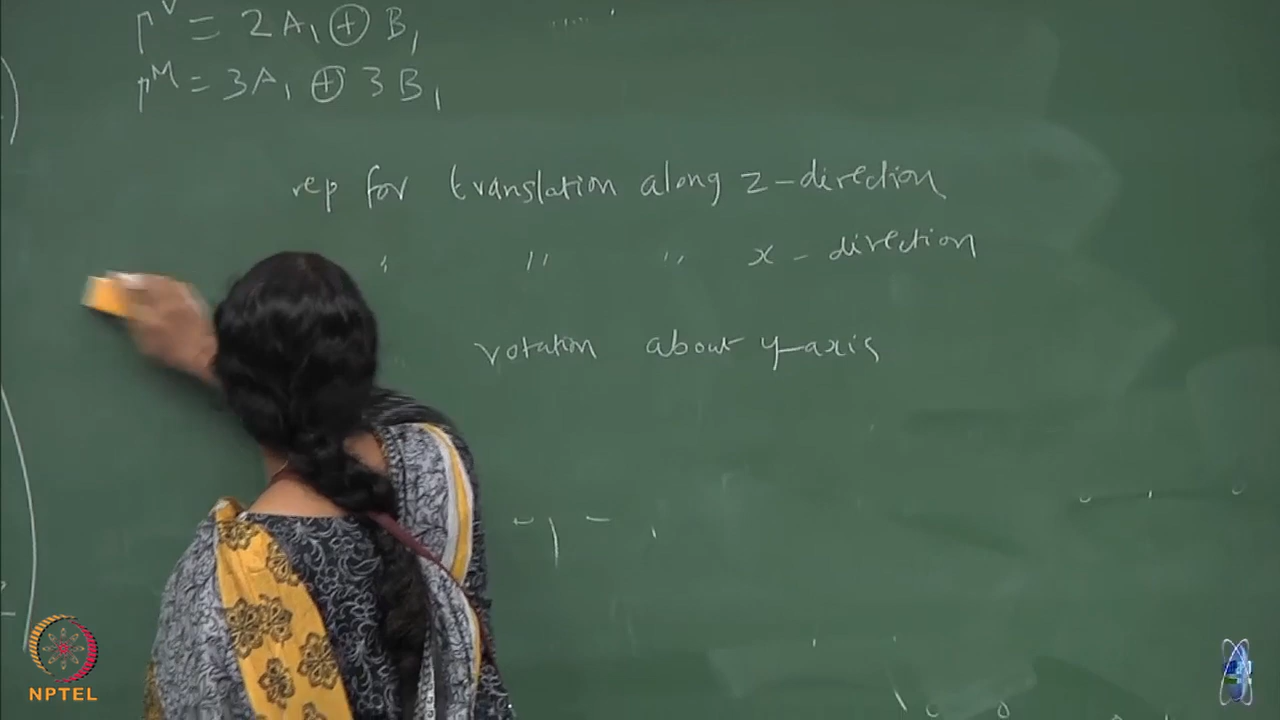 Γ^V = 2A₁ ⊕ B₁
Γ^M = 3A₁ ⊕ 3B₁
rep for translation along z-direction
" " " x-direction
rotation about y-axis
NPTEL